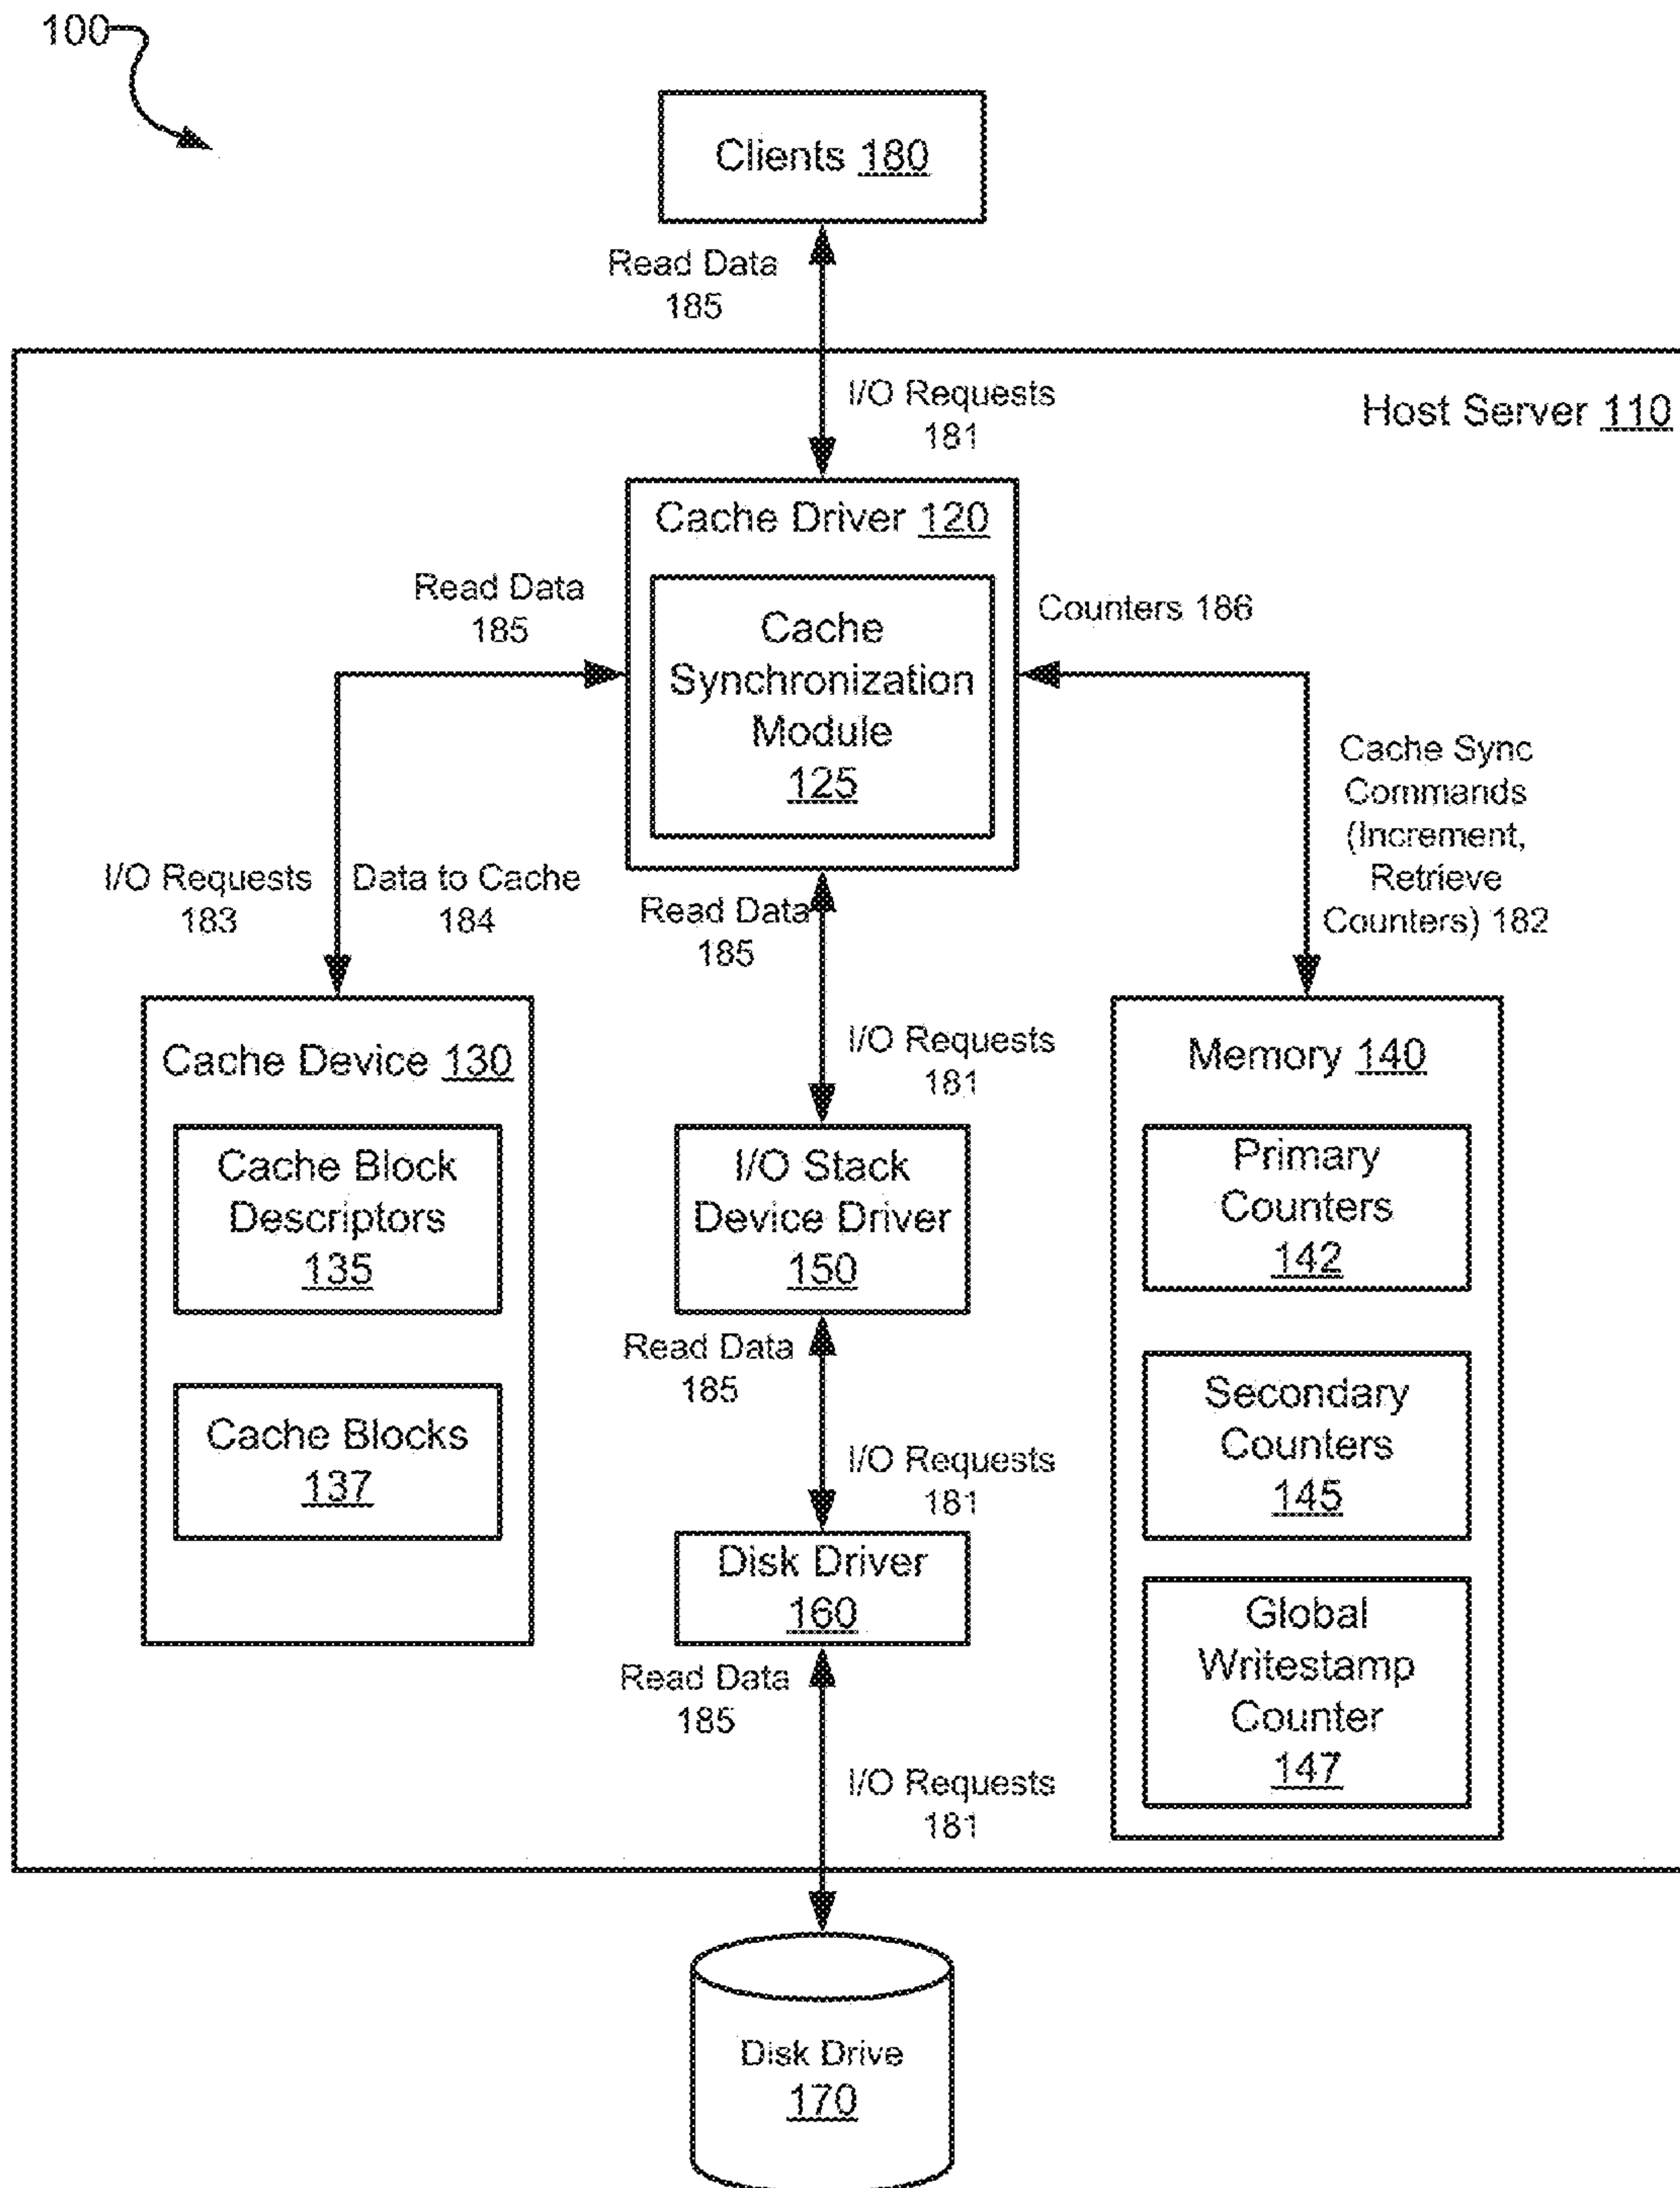 100
Clients 180
Read Data
185
I/O Requests
181
Host Server 110
Cache Driver 120
Cache
Synchronization
Module
125
Read Data
185
Counters 186
Cache Sync
Commands
(Increment,
Retrieve
Counters) 182
I/O Requests
183
Data to Cache
184
Read Data
185
I/O Requests
181
Cache Device 130
Cache Block
Descriptors
135
Cache Blocks
137
I/O Stack
Device Driver
150
Read Data
185
I/O Requests
181
Disk Driver
160
Read Data
185
I/O Requests
181
Memory 140
Primary
Counters
142
Secondary
Counters
145
Global
Writestamp
Counter
147
Disk Drive
170